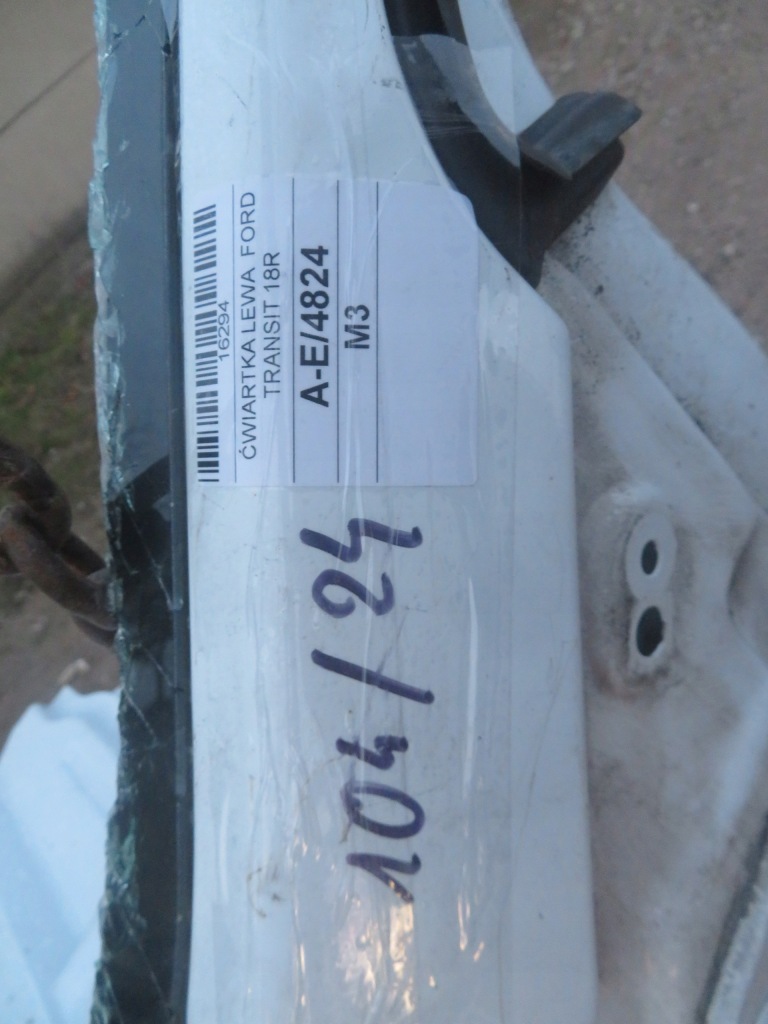 16294
ĆWIARTKA LEWA FORD
TRANSIT 18R
A-E/4824
M3
104/24